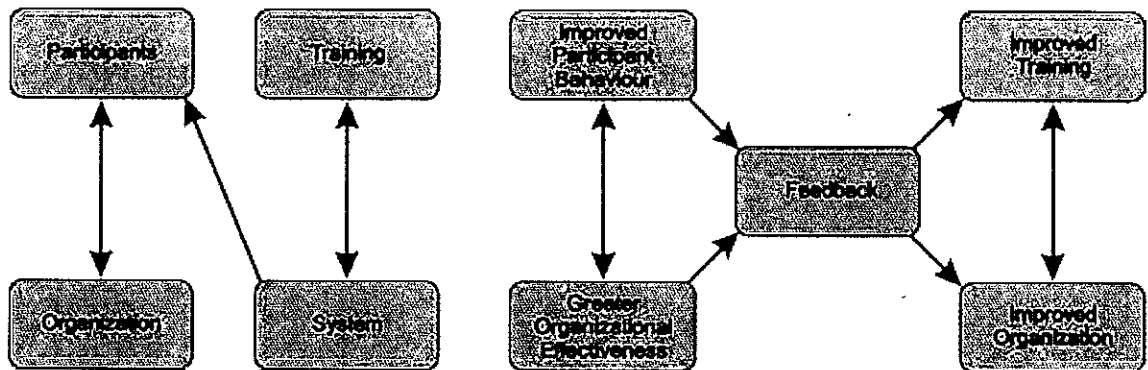 Participants
Training
Improved
Participant
Behaviour
Improved
Training
Feedback
Organization
System
Greater
Organizational
Effectiveness
Improved
Organization